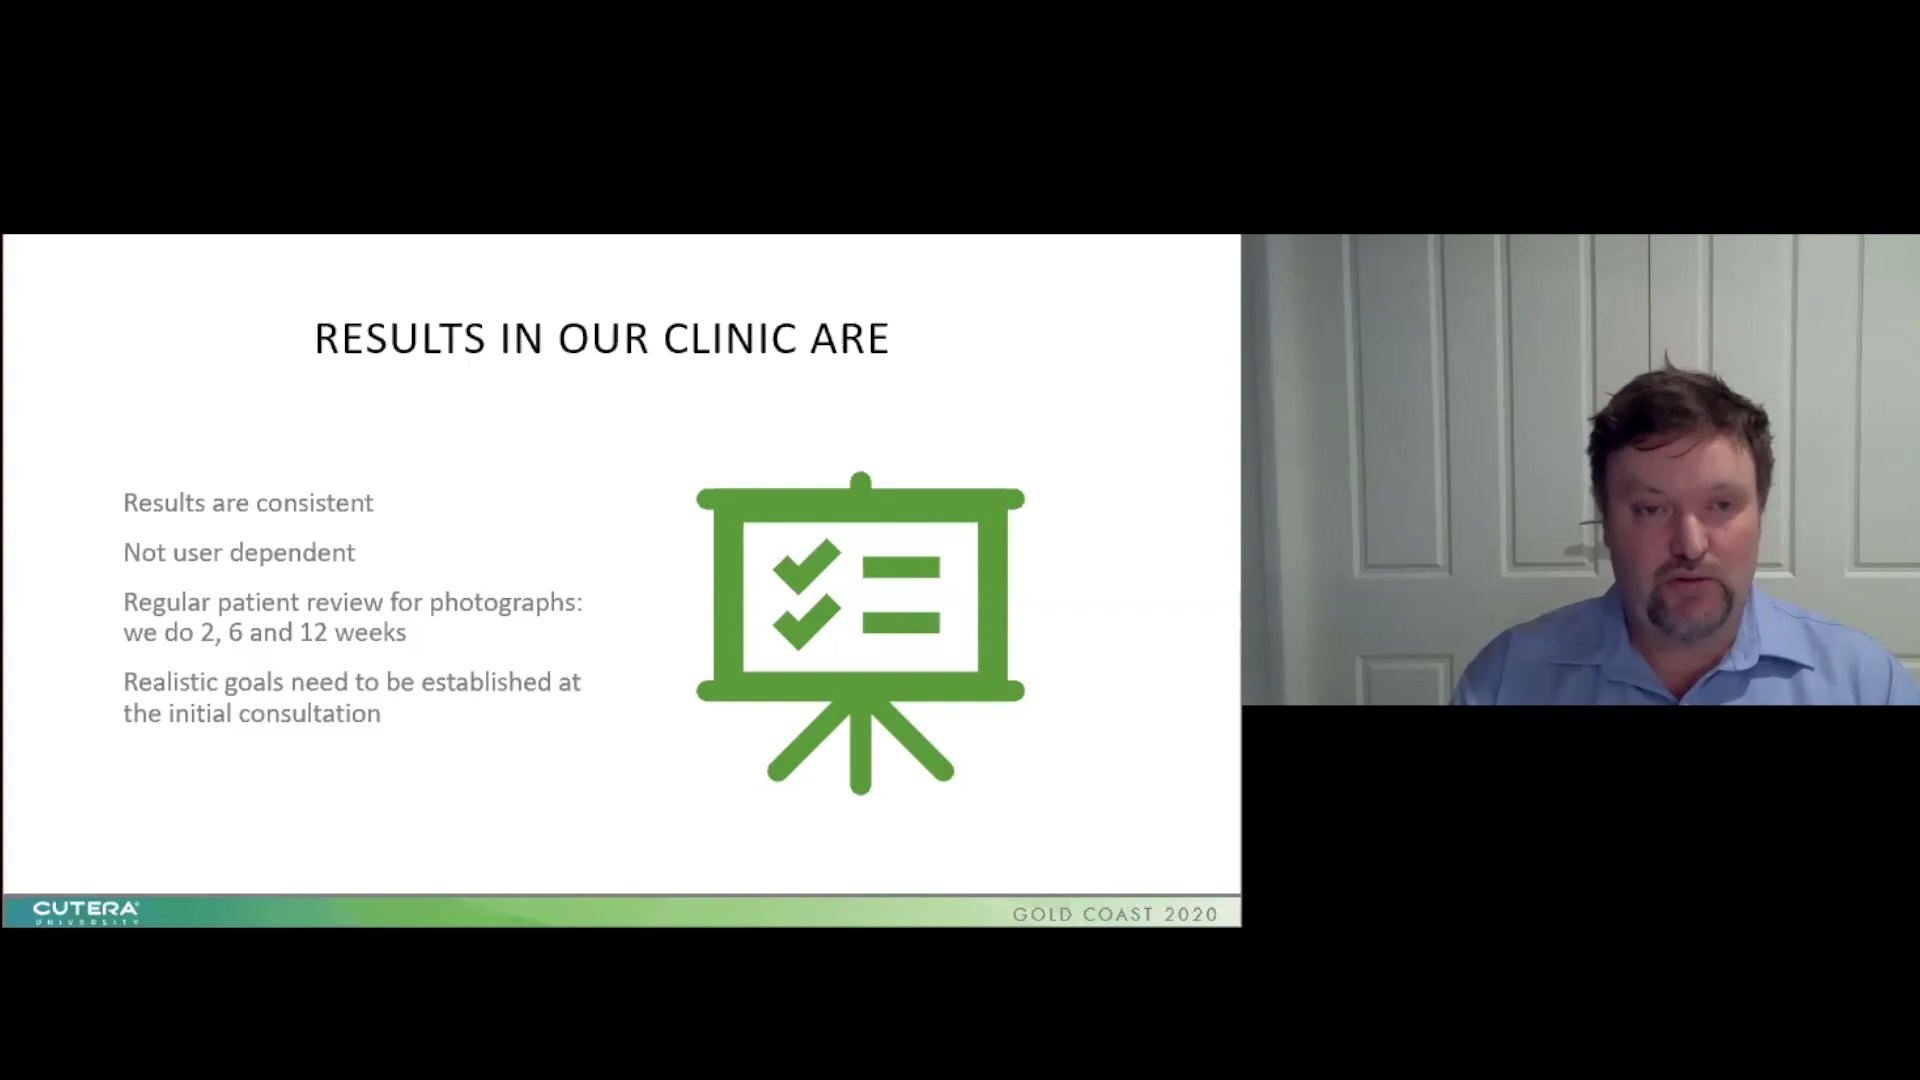 RESULTS IN OUR CLINIC ARE
Results are consistent
Not user dependent
Regular patient review for photographs:
we do 2, 6 and 12 weeks
Realistic goals need to be established at
the initial consultation
CUTERA®
UNIVERSITY
GOLD COAST 2020